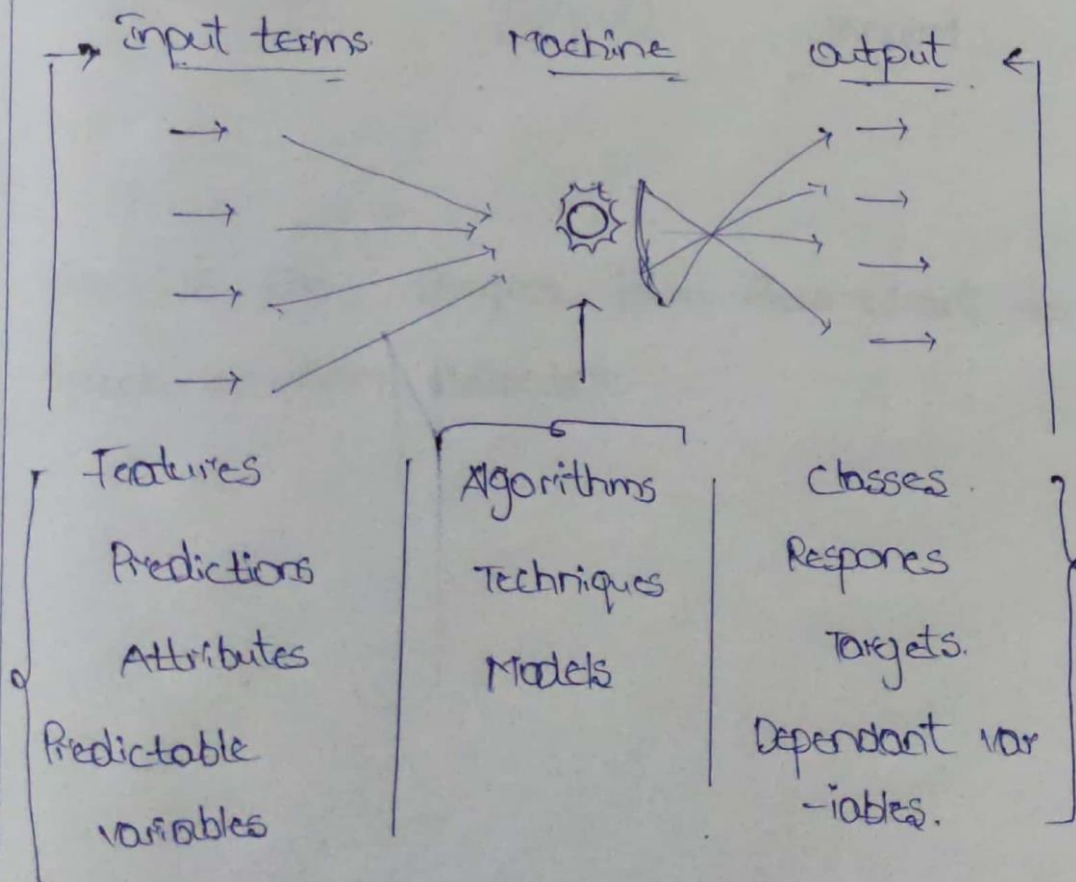 Input terms
Machine
Output
Features
Predictions
Attributes
Predictable
variables
Algorithms
Techniques
Models
Classes.
Respones
Targets.
Dependant var
-iables.